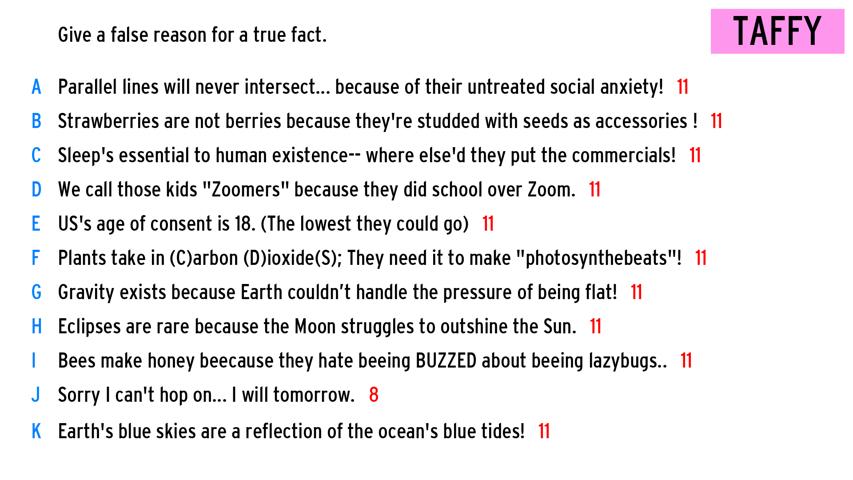 Give a false reason for a true fact.
TAFFY
A Parallel lines will never intersect... because of their untreated social anxiety! 11
B Strawberries are not berries because they're studded with seeds as accessories ! 11
C Sleep's essential to human existence-- where else'd they put the commercials! 11
D We call those kids "Zoomers" because they did school over Zoom. 11
E US's age of consent is 18. (The lowest they could go) 11
F Plants take in (C)arbon (D)ioxide(S); They need it to make "photosynthebeats"! 11
G Gravity exists because Earth couldn’t handle the pressure of being flat! 11
H Eclipses are rare because the Moon struggles to outshine the Sun. 11
I Bees make honey beecause they hate beeing BUZZED about beeing lazybugs.. 11
J Sorry I can't hop on... I will tomorrow. 8
K Earth's blue skies are a reflection of the ocean's blue tides! 11